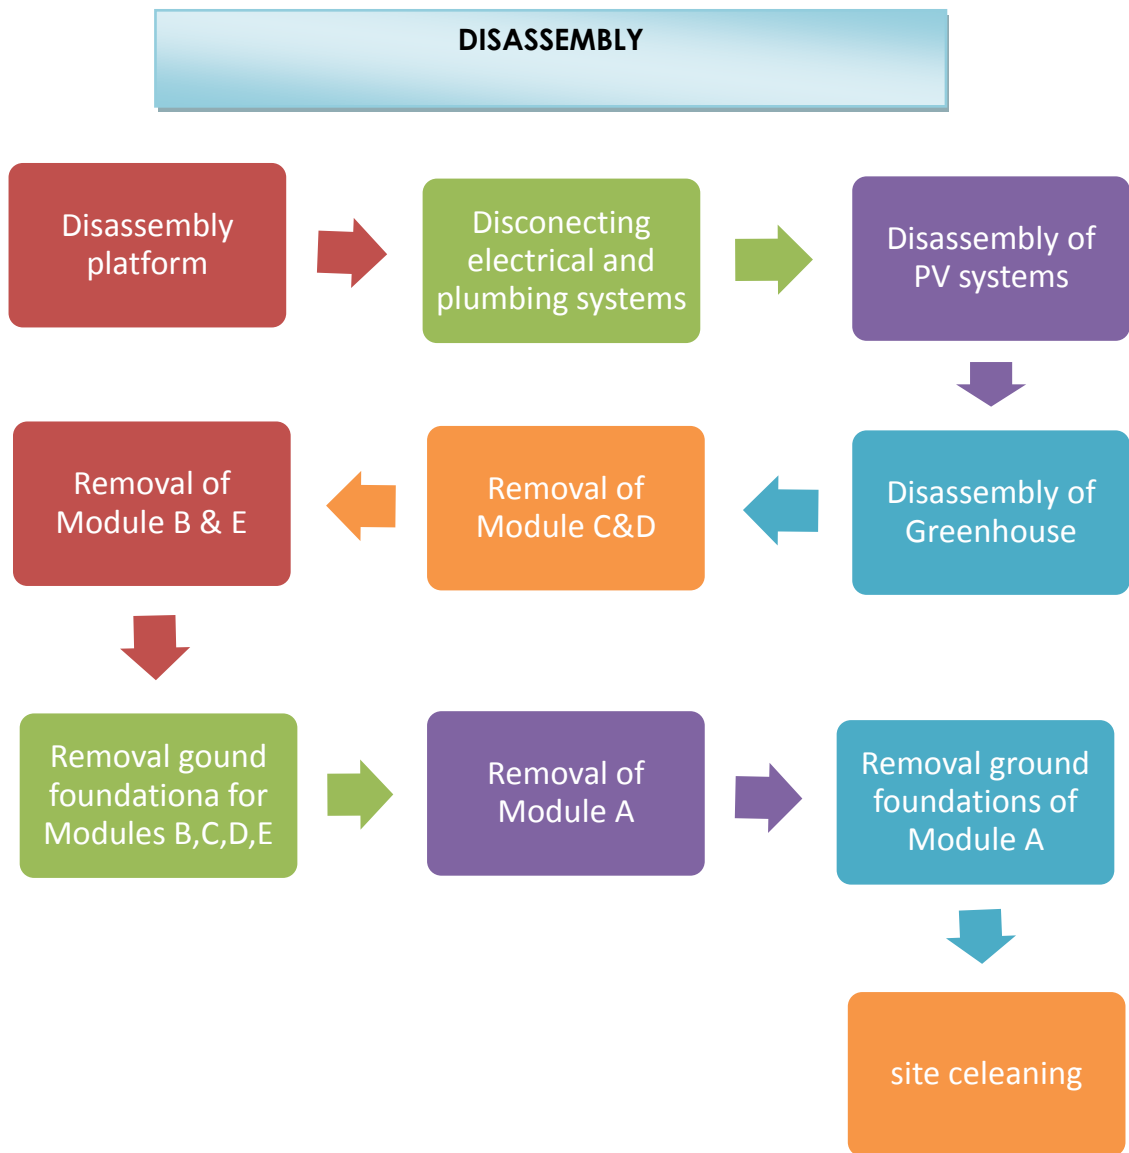 DISASSEMBLY
Disassembly
platform
Disconecting
electrical and
plumbing systems
Disassembly of
PV systems
Disassembly of
Greenhouse
Removal of
Module C&D
Removal of
Module B & E
Removal gound
foundationa for
Modules B,C,D,E
Removal of
Module A
Removal ground
foundations of
Module A
site celeaning